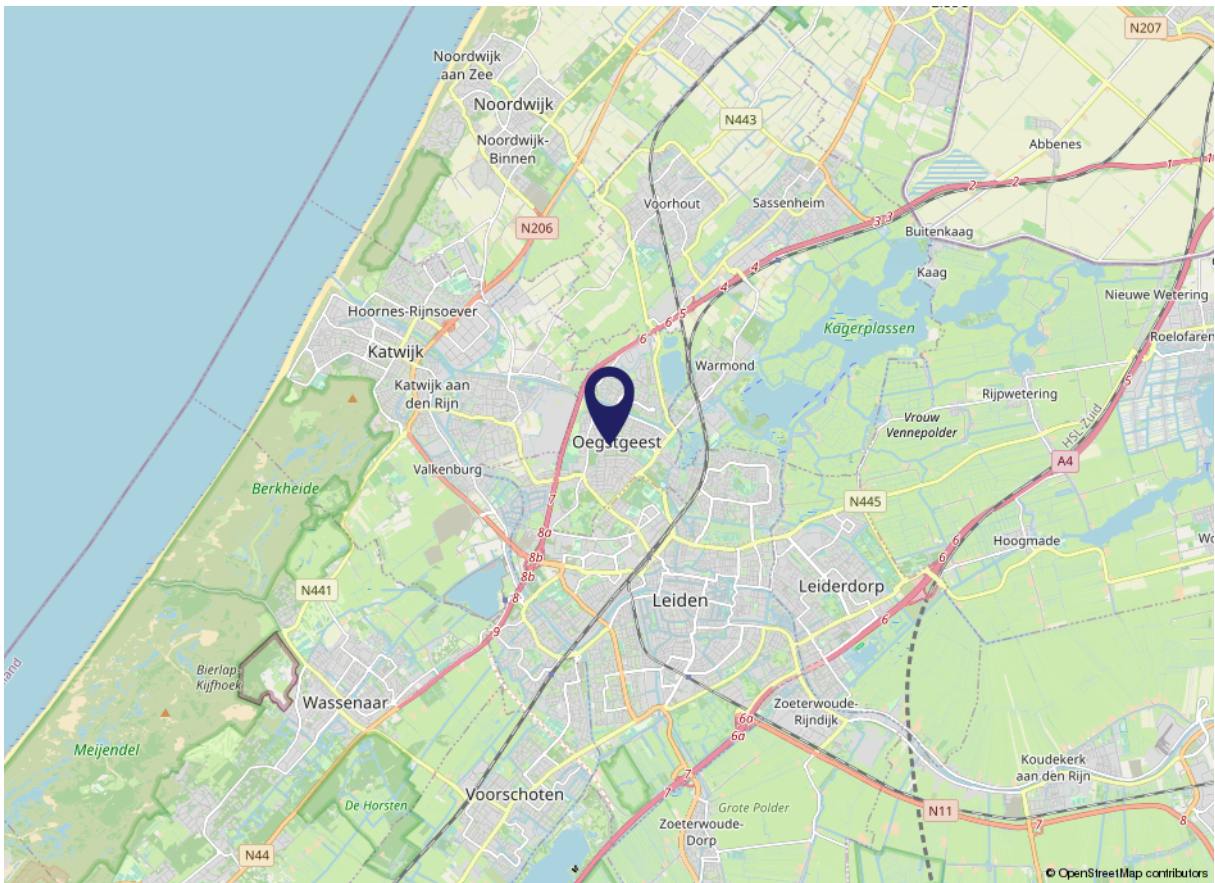 N207
Noordwijk
aan Zee
Noordwijk
N443
Noordwijk-
Binnen
Abbenes
1
2
2
Voorhout
Sassenheim
3
3
N206
Buitenkaag
4
Kaag
4
Nieuwe Wetering
5
Hoornes-Rijnsoever
6
Kagerplassen
6
Roelofaren
Katwijk
Warmond
5
Katwijk aan
den Rijn
Rijpwetering
Vrouw
Vennepolder
HSL-Zuid
Oegstgeest
A4
Valkenburg
Berkheide
7
N445
8a
6
Hoogmade
8b
6
8b
N441
8
Leiden
Leiderdorp
6
9
land
Bierlap-
Kijfhoek
Wassenaar
Zoeterwoude-
Rijndijk
6a
6a
Meijendel
Koudekerk
aan den Rijn
7
De Horsten
Voorschoten
7
Grote Polder
N11
7
8
Zoeterwoude-
Dorp
N44
© OpenStreetMap contributors